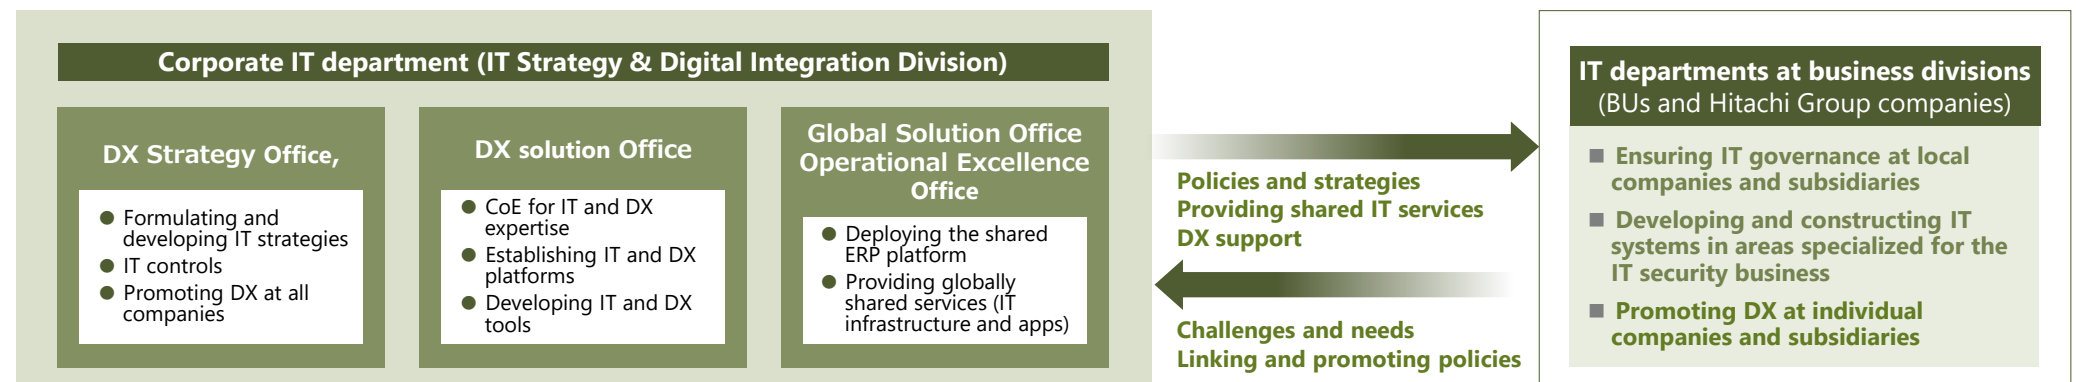 Corporate IT department (IT Strategy & Digital Integration Division)
DX Strategy Office,
● Formulating and
developing IT strategies
● IT controls
● Promoting DX at all
companies
DX solution Office
● CoE for IT and DX
expertise
● Establishing IT and DX
platforms
● Developing IT and DX
tools
Global Solution Office
Operational Excellence
Office
● Deploying the shared
ERP platform
● Providing globally
shared services (IT
infrastructure and apps)
Policies and strategies
Providing shared IT services
DX support
Challenges and needs
Linking and promoting policies
IT departments at business divisions
(BUs and Hitachi Group companies)
■ Ensuring IT governance at local
companies and subsidiaries
■ Developing and constructing IT
systems in areas specialized for the
IT security business
■ Promoting DX at individual
companies and subsidiaries